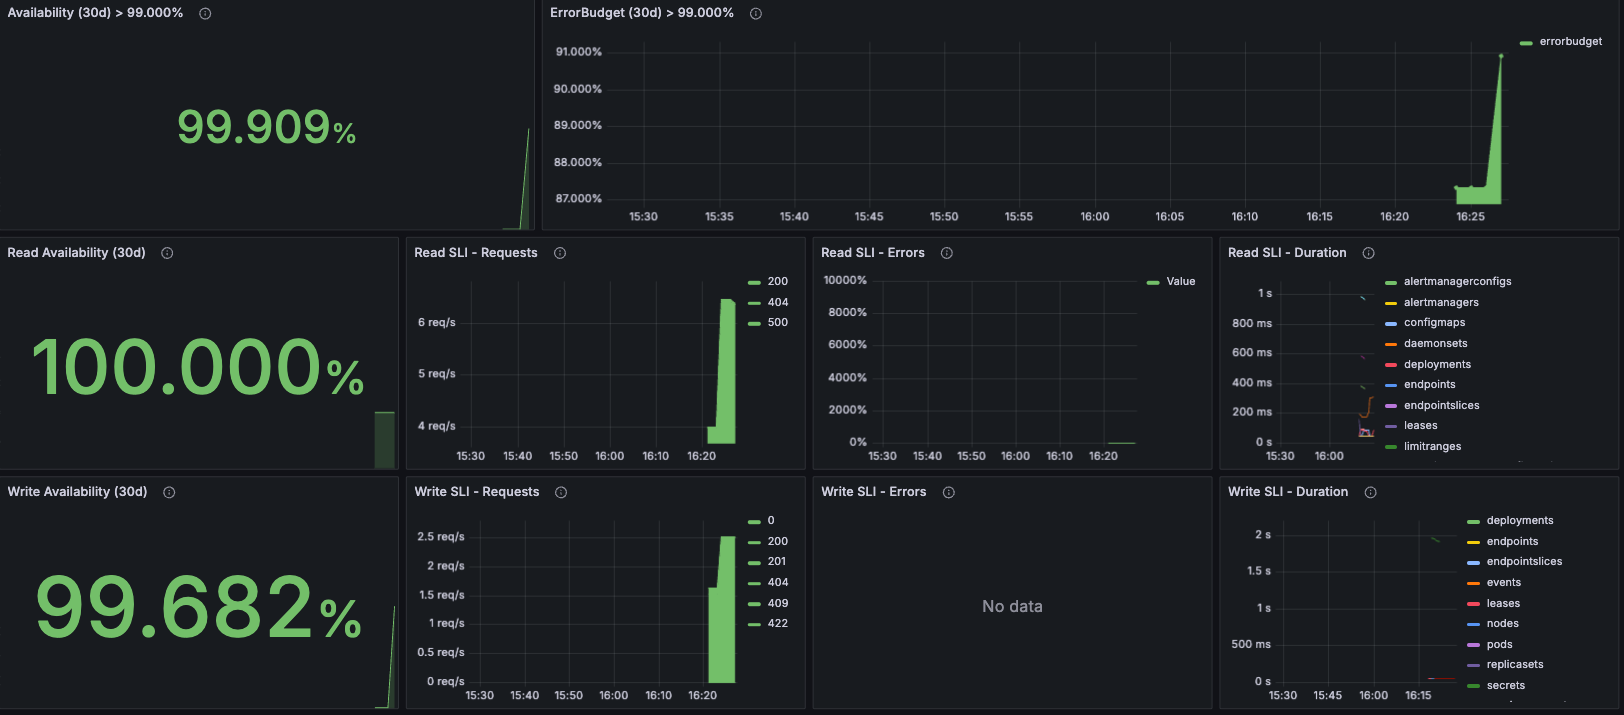 Availability (30d) > 99.000%
99.909%
ErrorBudget (30d) > 99.000%
91.000%
90.000%
89.000%
88.000%
87.000%
15:30 15:35 15:40 15:45 15:50 15:55 16:00 16:05 16:10 16:15 16:20 16:25
errorbudget
Read Availability (30d)
100.000%
Read SLI - Requests
6 req/s
5 req/s
4 req/s
15:30 15:40 15:50 16:00 16:10 16:20
200
404
500
Read SLI - Errors
10000%
8000%
6000%
4000%
2000%
0%
15:30 15:40 15:50 16:00 16:10 16:20
Value
Read SLI - Duration
1 s
800 ms
600 ms
400 ms
200 ms
0 s
15:30 16:00
alertmanagerconfigs
alertmanagers
configmaps
daemonsets
deployments
endpoints
endpointslices
leases
limitranges
Write Availability (30d)
99.682%
Write SLI - Requests
2.5 req/s
2 req/s
1.5 req/s
1 req/s
0.5 req/s
0 req/s
15:30 15:40 15:50 16:00 16:10 16:20
0
200
201
404
409
422
Write SLI - Errors
No data
Write SLI - Duration
2 s
1.5 s
1 s
500 ms
0 s
15:30 15:45 16:00 16:15
deployments
endpoints
endpointslices
events
leases
nodes
pods
replicasets
secrets